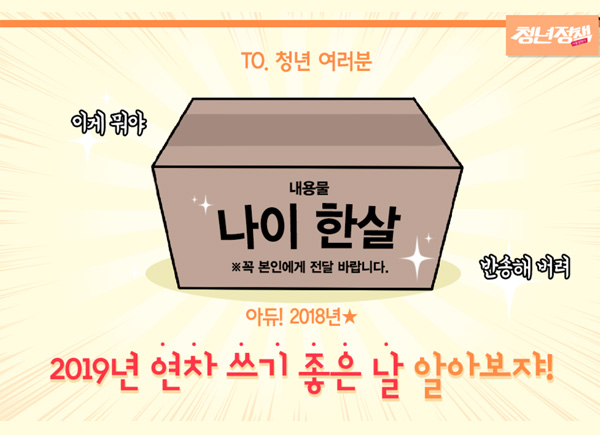 청년정책
TO. 청년 여러분
이게 뭐야
내용물
나이 한살
※꼭 본인에게 전달 바랍니다.
반송해 버려
아듀! 2018년★
2019년 연차 쓰기 좋은 날 알아보쟈!